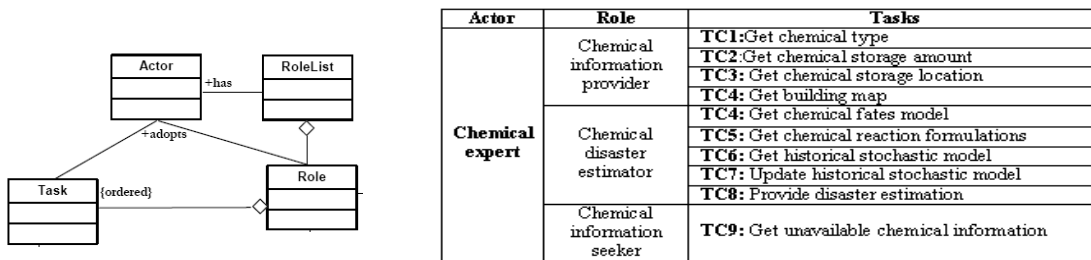 Actor
RoleList
+has
+adopts
Task
{ordered}
Role
Actor Role Tasks
Chemical expert
Chemical information provider
TC1:Get chemical type
TC2:Get chemical storage amount
TC3: Get chemical storage location
TC4: Get building map
Chemical disaster estimator
TC4: Get chemical fates model
TC5: Get chemical reaction formulations
TC6: Get historical stochastic model
TC7: Update historical stochastic model
TC8: Provide disaster estimation
Chemical information seeker
TC9: Get unavailable chemical information